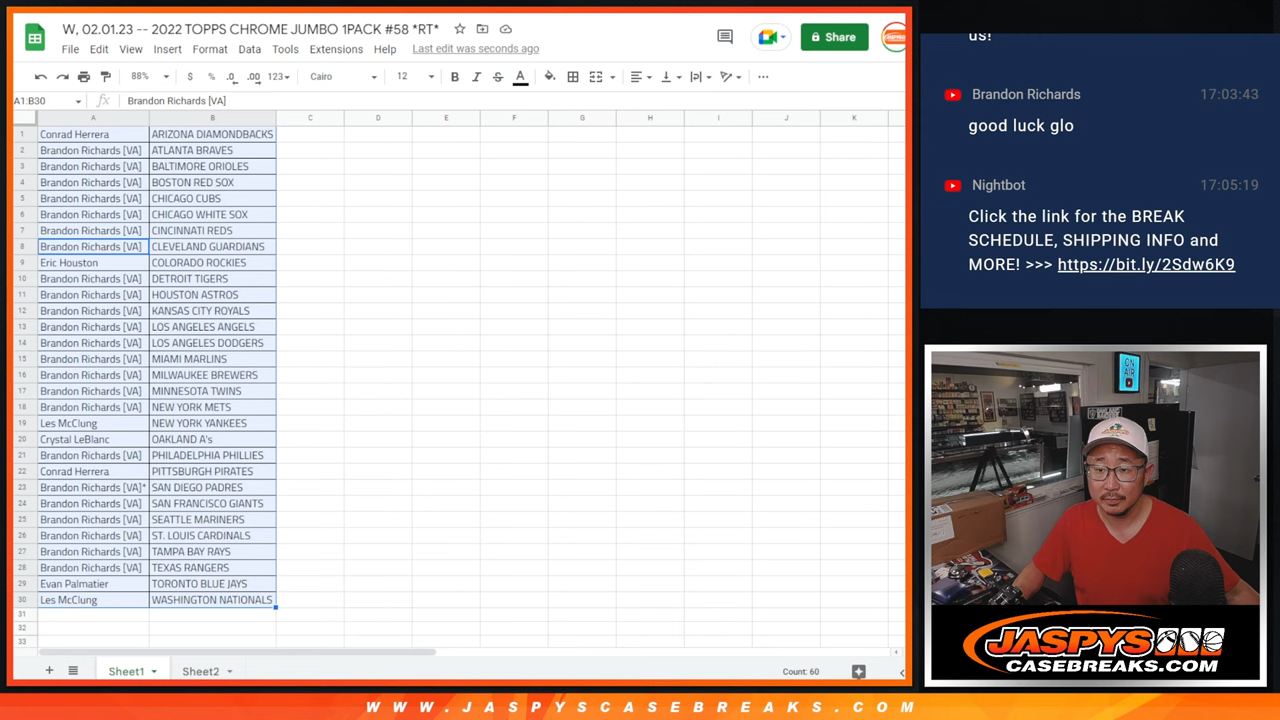 W, 02.01.23 -- 2022 TOPPS CHROME JUMBO 1PACK #58 *RT*
File Edit View Insert Format Data Tools Extensions Help Last edit was seconds ago
Share
88% $ % .0 .00 123 Cairo 12 B I S A
A1:B30 fx Brandon Richards [VA]
A B C D E F G H I J K
1 Conrad Herrera ARIZONA DIAMONDBACKS
2 Brandon Richards [VA] ATLANTA BRAVES
3 Brandon Richards [VA] BALTIMORE ORIOLES
4 Brandon Richards [VA] BOSTON RED SOX
5 Brandon Richards [VA] CHICAGO CUBS
6 Brandon Richards [VA] CHICAGO WHITE SOX
7 Brandon Richards [VA] CINCINNATI REDS
8 Brandon Richards [VA] CLEVELAND GUARDIANS
9 Eric Houston COLORADO ROCKIES
10 Brandon Richards [VA] DETROIT TIGERS
11 Brandon Richards [VA] HOUSTON ASTROS
12 Brandon Richards [VA] KANSAS CITY ROYALS
13 Brandon Richards [VA] LOS ANGELES ANGELS
14 Brandon Richards [VA] LOS ANGELES DODGERS
15 Brandon Richards [VA] MIAMI MARLINS
16 Brandon Richards [VA] MILWAUKEE BREWERS
17 Brandon Richards [VA] MINNESOTA TWINS
18 Brandon Richards [VA] NEW YORK METS
19 Les McClung NEW YORK YANKEES
20 Crystal LeBlanc OAKLAND A's
21 Brandon Richards [VA] PHILADELPHIA PHILLIES
22 Conrad Herrera PITTSBURGH PIRATES
23 Brandon Richards [VA]* SAN DIEGO PADRES
24 Brandon Richards [VA] SAN FRANCISCO GIANTS
25 Brandon Richards [VA] SEATTLE MARINERS
26 Brandon Richards [VA] ST. LOUIS CARDINALS
27 Brandon Richards [VA] TAMPA BAY RAYS
28 Brandon Richards [VA] TEXAS RANGERS
29 Evan Palmatier TORONTO BLUE JAYS
30 Les McClung WASHINGTON NATIONALS
31
32
33
Sheet1 Sheet2 Count: 60
us!
Brandon Richards 17:03:43
good luck glo
Nightbot 17:05:19
Click the link for the BREAK
SCHEDULE, SHIPPING INFO and
MORE! >>> https://bit.ly/2Sdw6K9
ON
AIR
JASPYS
CASEBREAKS.COM
WWW.JASPYSCASEBREAKS.COM